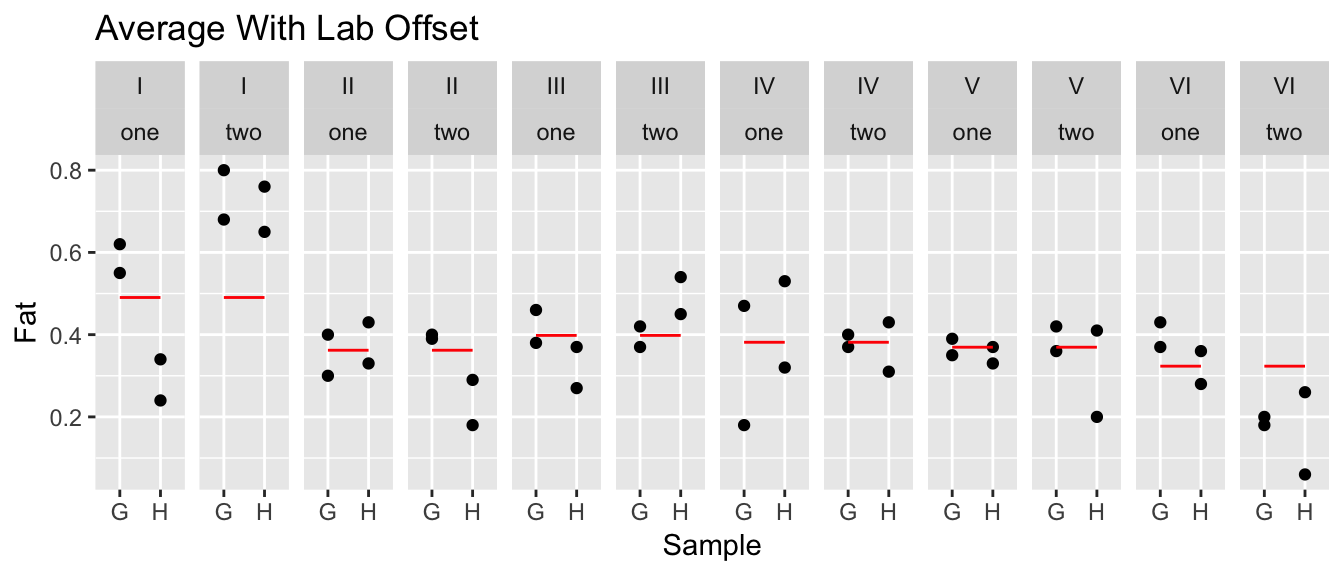 Average With Lab Offset
I I II II III III IV IV V V VI VI
one two one two one two one two one two one two
0.8
0.6
0.4
0.2
Fat
G H G H G H G H G H G H G H G H G H G H G H G H
Sample